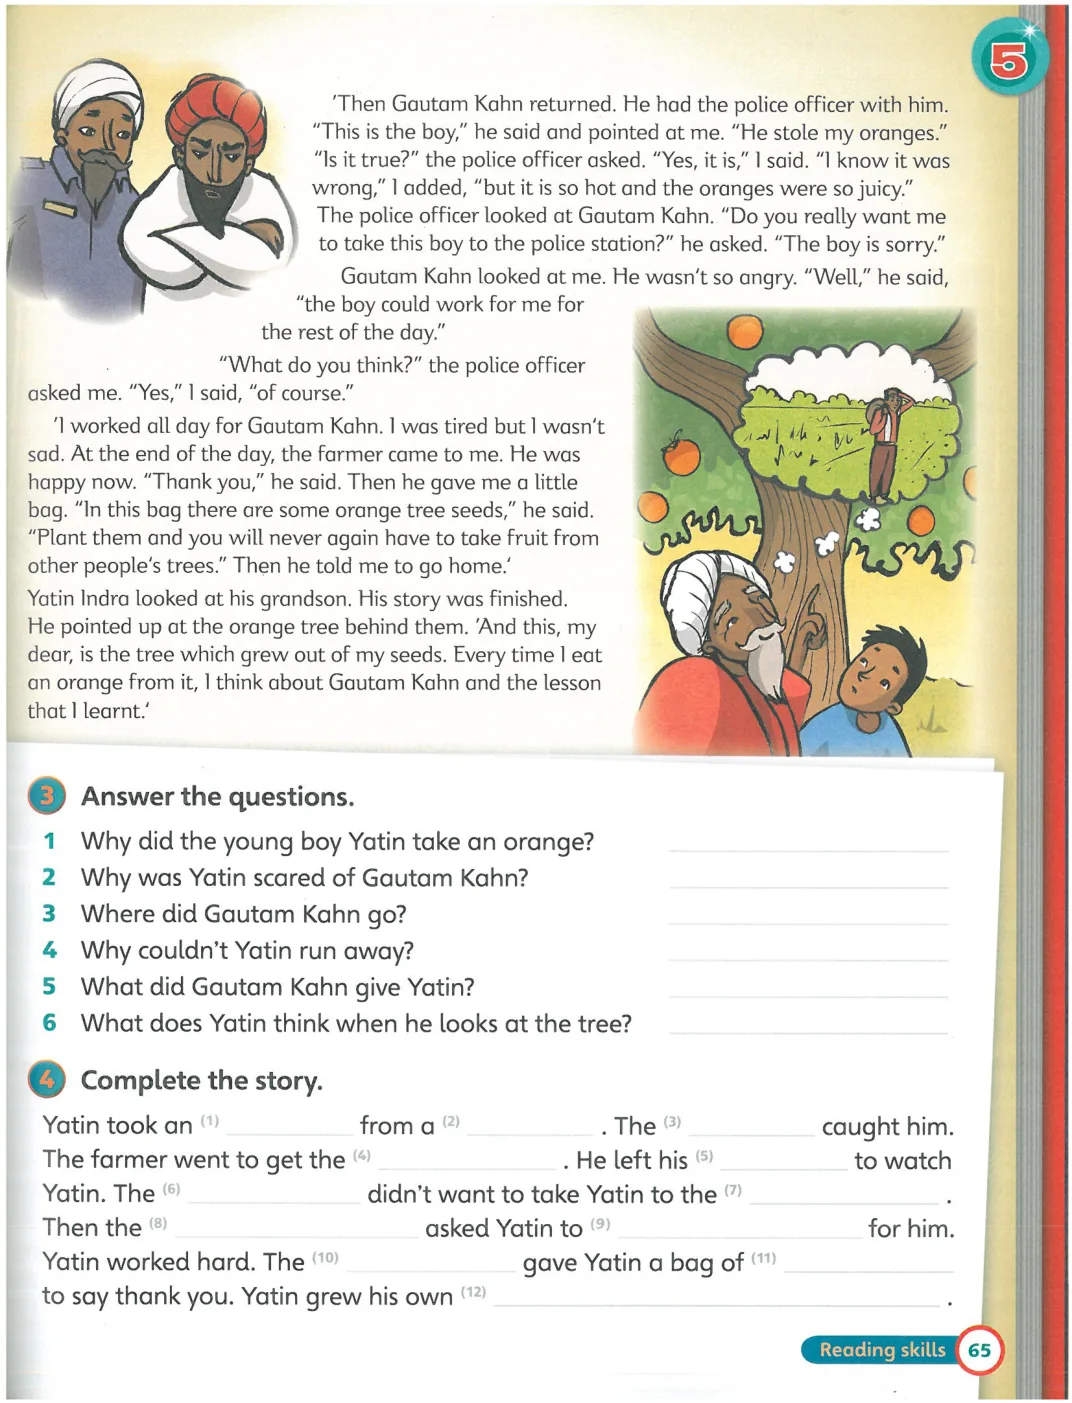 5
'Then Gautam Kahn returned. He had the police officer with him.
"This is the boy," he said and pointed at me. "He stole my oranges."
"Is it true?" the police officer asked. "Yes, it is," I said. "I know it was
wrong," I added, "but it is so hot and the oranges were so juicy."
The police officer looked at Gautam Kahn. "Do you really want me
to take this boy to the police station?" he asked. "The boy is sorry."
Gautam Kahn looked at me. He wasn't so angry. "Well," he said,
"the boy could work for me for
the rest of the day."
"What do you think?" the police officer
asked me. "Yes," I said, "of course."
'I worked all day for Gautam Kahn. I was tired but I wasn't
sad. At the end of the day, the farmer came to me. He was
happy now. "Thank you," he said. Then he gave me a little
bag. "In this bag there are some orange tree seeds," he said.
"Plant them and you will never again have to take fruit from
other people's trees." Then he told me to go home.'
Yatin Indra looked at his grandson. His story was finished.
He pointed up at the orange tree behind them. 'And this, my
dear, is the tree which grew out of my seeds. Every time I eat
an orange from it, I think about Gautam Kahn and the lesson
that I learnt.'
3 Answer the questions.
1 Why did the young boy Yatin take an orange?
2 Why was Yatin scared of Gautam Kahn?
3 Where did Gautam Kahn go?
4 Why couldn't Yatin run away?
5 What did Gautam Kahn give Yatin?
6 What does Yatin think when he looks at the tree?
4 Complete the story.
Yatin took an (1) ________ from a (2) ________ . The (3) ________ caught him.
The farmer went to get the (4) ________ . He left his (5) ________ to watch
Yatin. The (6) ________ didn't want to take Yatin to the (7) ________ .
Then the (8) ________ asked Yatin to (9) ________ for him.
Yatin worked hard. The (10) ________ gave Yatin a bag of (11) ________
to say thank you. Yatin grew his own (12) ________ .
Reading skills 65